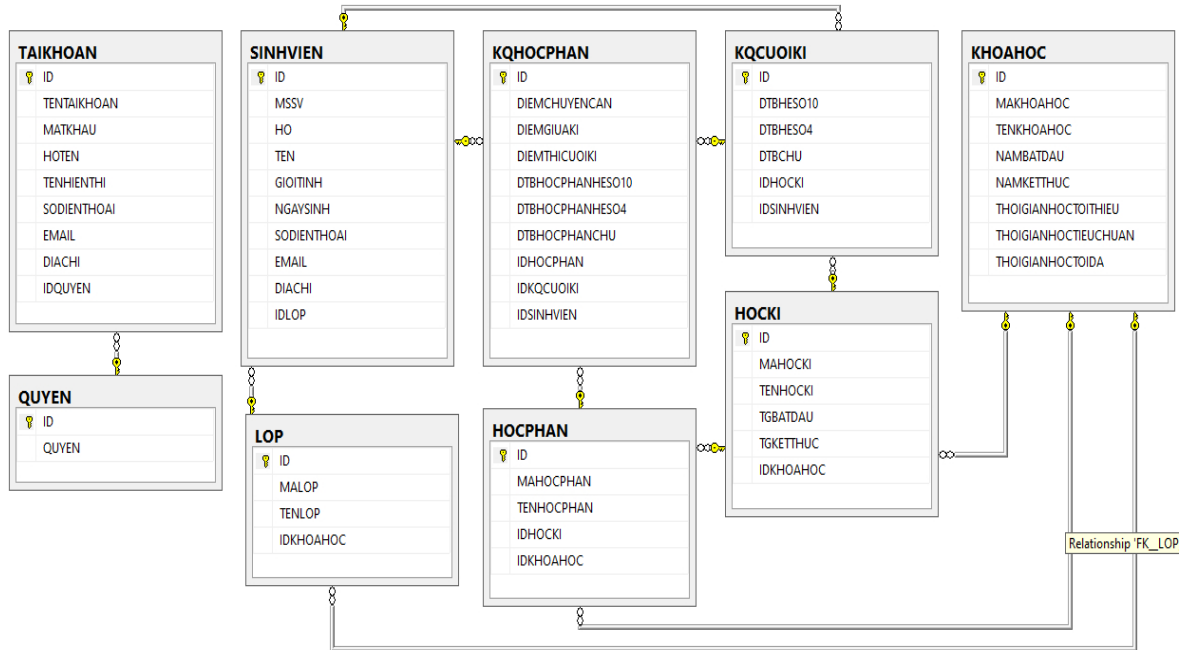 TAIKHOAN
ID
TENTAIKHOAN
MATKHAU
HOTEN
TENHIENTHI
SODIENTHOAI
EMAIL
DIACHI
IDQUYEN
QUYEN
ID
QUYEN
SINHVIEN
ID
MSSV
HO
TEN
GIOITINH
NGAYSINH
SODIENTHOAI
EMAIL
DIACHI
IDLOP
LOP
ID
MALOP
TENLOP
IDKHOAHOC
KQHOCPHAN
ID
DIEMCHUYENCAN
DIEMGIUAKI
DIEMTHICUOIKI
DTBHOCPHANHESO10
DTBHOCPHANHESO4
DTBHOCPHANCHU
IDHOCPHAN
IDKQCUOIKI
IDSINHVIEN
HOCPHAN
ID
MAHOCPHAN
TENHOCPHAN
IDHOCKI
IDKHOAHOC
KQCUOIKI
ID
DTBHESO10
DTBHESO4
DTBCHU
IDHOCKI
IDSINHVIEN
HOCKI
ID
MAHOCKI
TENHOCKI
TGBATDAU
TGKETTHUC
IDKHOAHOC
KHOAHOC
ID
MAKHOAHOC
TENKHOAHOC
NAMBATDAU
NAMKETTHUC
THOIGIANHOCTOITHIEU
THOIGIANHOCTIEUCHUAN
THOIGIANHOCTOIDA
Relationship 'FK__LOP